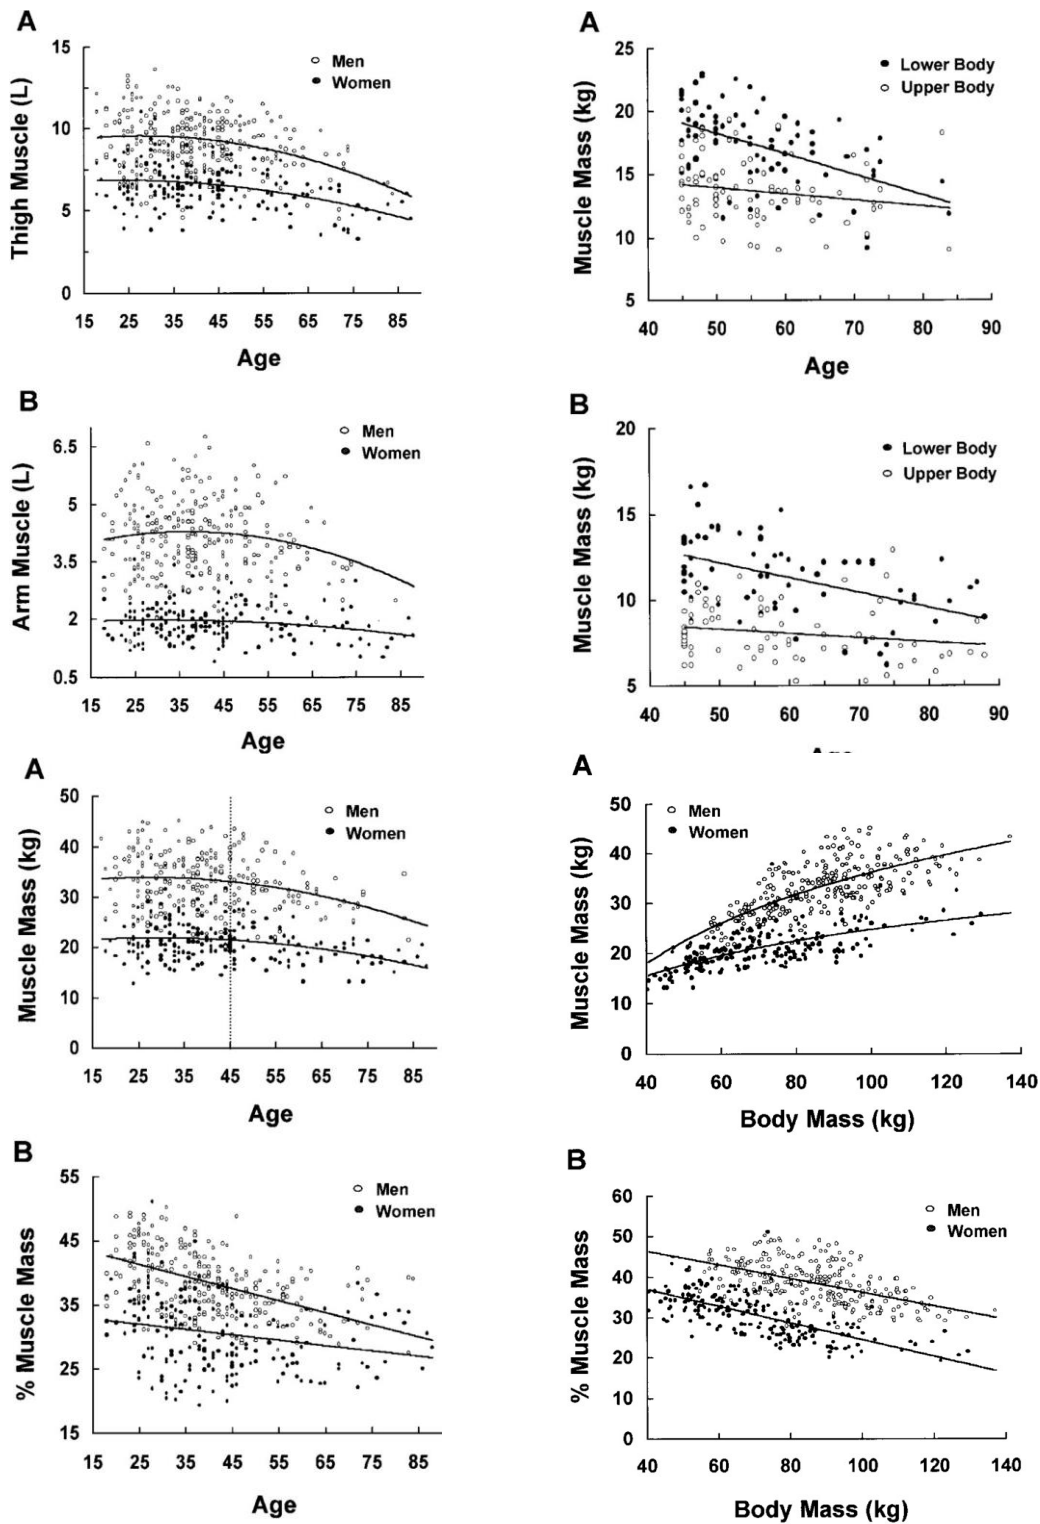 A
15
10
5
0
Thigh Muscle (L)
Men
Women
15 25 35 45 55 65 75 85
Age
A
25
20
15
10
5
Muscle Mass (kg)
Lower Body
Upper Body
40 50 60 70 80 90
Age
B
6.5
5
3.5
2
0.5
Arm Muscle (L)
Men
Women
15 25 35 45 55 65 75 85
Age
B
20
15
10
5
Muscle Mass (kg)
Lower Body
Upper Body
40 50 60 70 80 90
Age
A
50
40
30
20
10
0
Muscle Mass (kg)
Men
Women
15 25 35 45 55 65 75 85
Age
A
50
40
30
20
10
0
Muscle Mass (kg)
Men
Women
40 60 80 100 120 140
Body Mass (kg)
B
55
45
35
25
15
% Muscle Mass
Men
Women
15 25 35 45 55 65 75 85
Age
B
60
50
40
30
20
10
0
% Muscle Mass
Men
Women
40 60 80 100 120 140
Body Mass (kg)